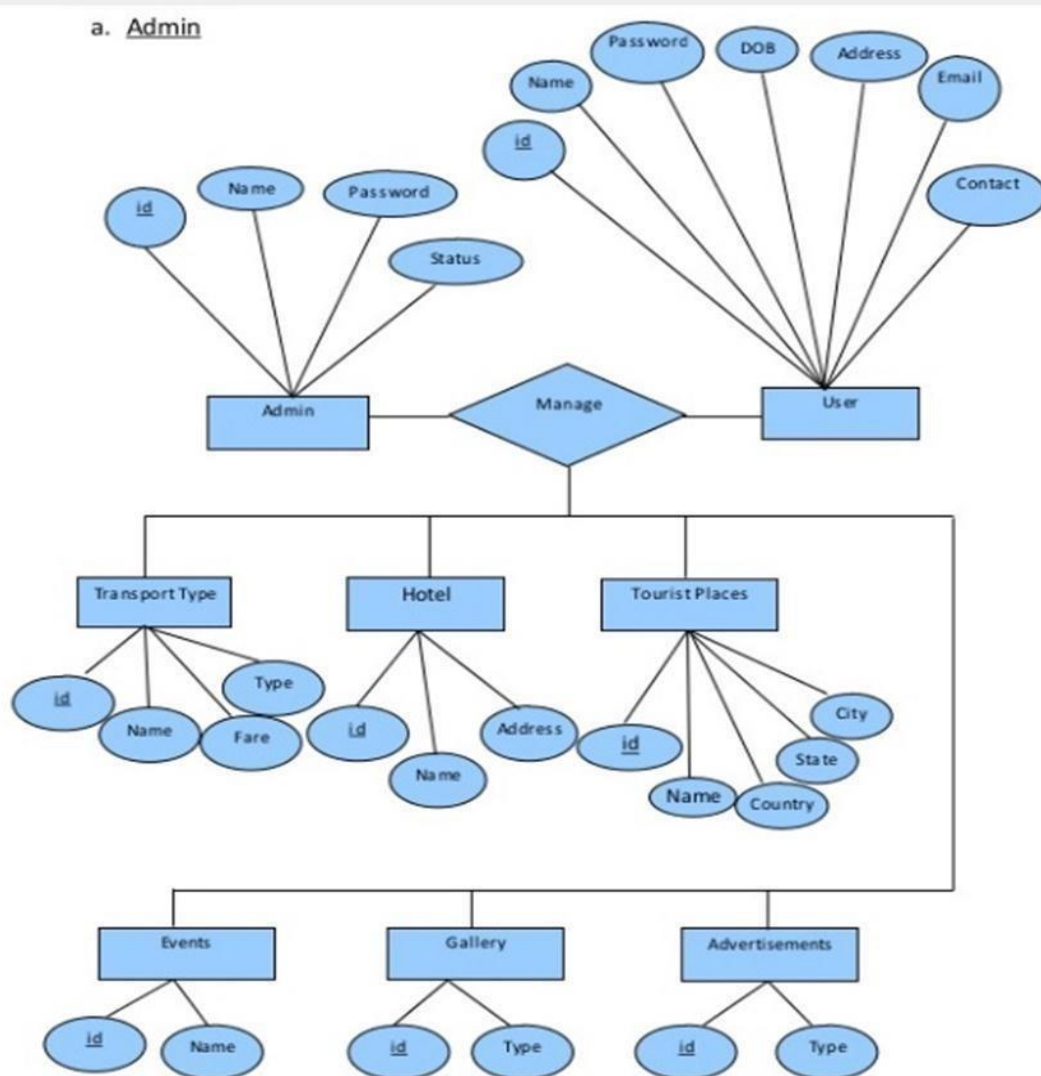 a. Admin
Password
DOB
Address
Name
Email
id
Contact
id
Name
Password
Status
Admin
Manage
User
Transport Type
Hotel
Tourist Places
id
Name
Fare
Type
id
Name
Address
id
Name
Country
State
City
Events
Gallery
Advertisements
id
Name
id
Type
id
Type